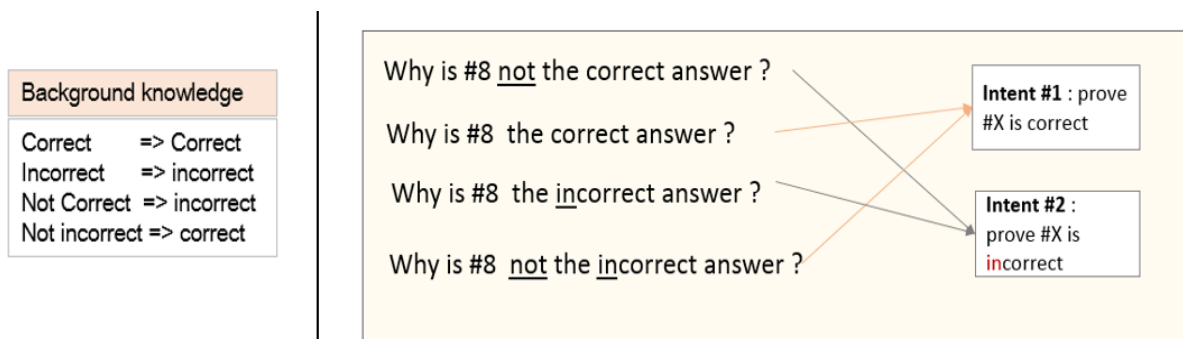 Background knowledge
Correct => Correct
Incorrect => incorrect
Not Correct => incorrect
Not incorrect => correct
Why is #8 not the correct answer ?
Why is #8 the correct answer ?
Why is #8 the incorrect answer ?
Why is #8 not the incorrect answer ?
Intent #1 : prove
#X is correct
Intent #2 :
prove #X is
incorrect